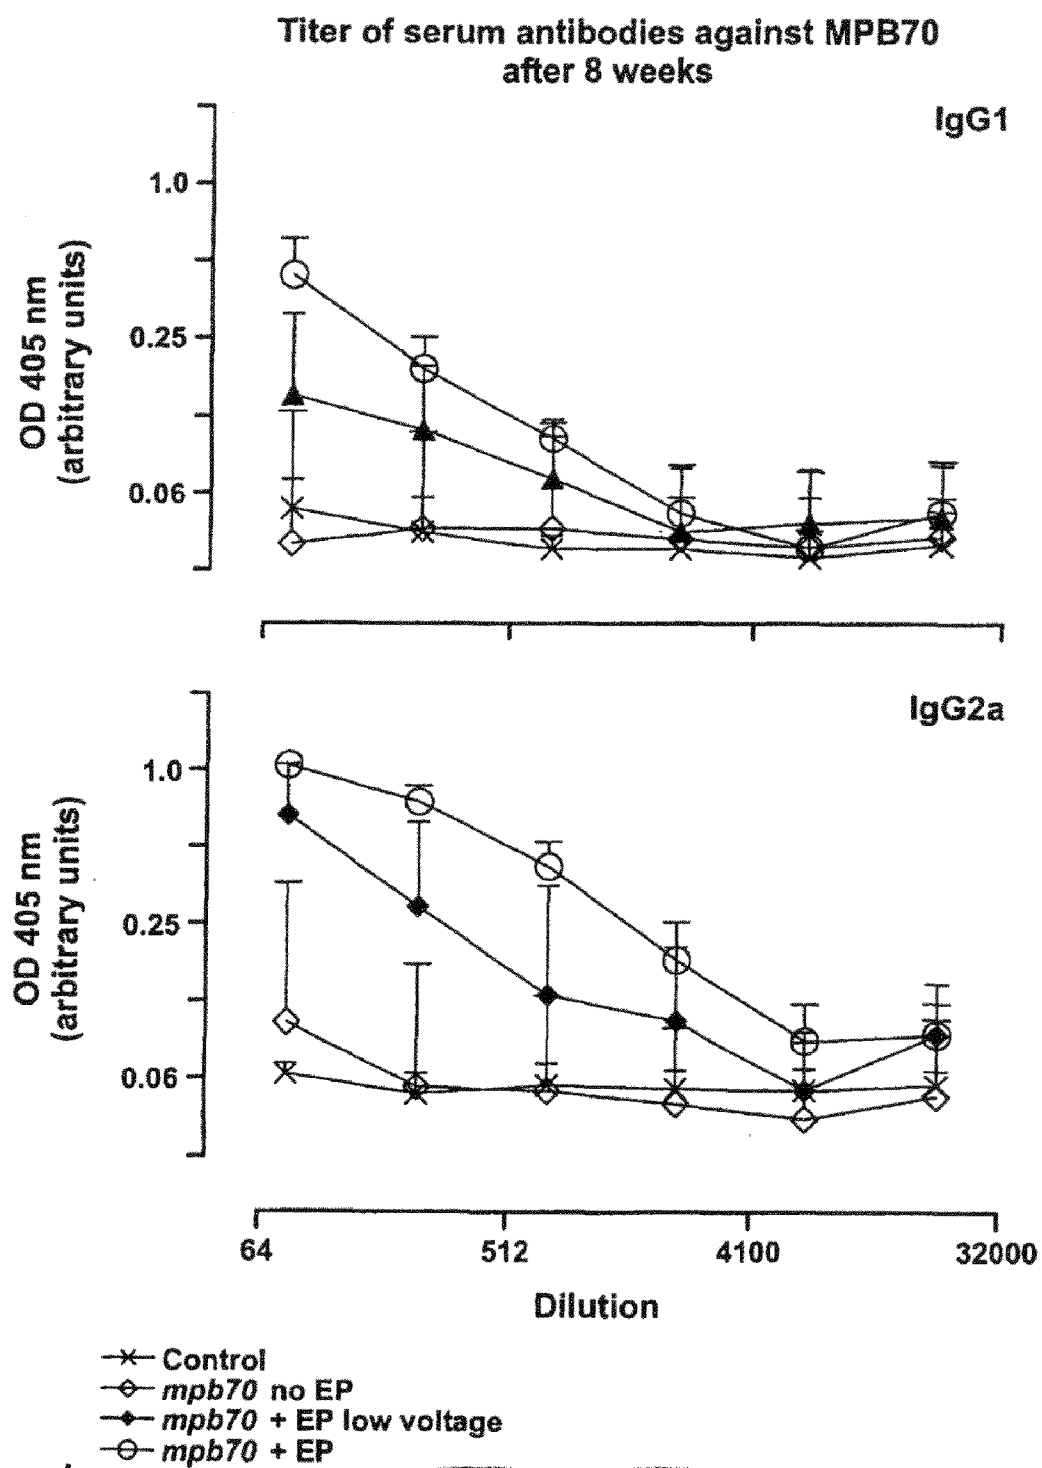 Titer of serum antibodies against MPB70
after 8 weeks
IgG1
1.0
0.25
0.06
OD 405 nm
(arbitrary units)
IgG2a
1.0
0.25
0.06
OD 405 nm
(arbitrary units)
64 512 4100 32000
Dilution
Control
mpb70 no EP
mpb70 + EP low voltage
mpb70 + EP